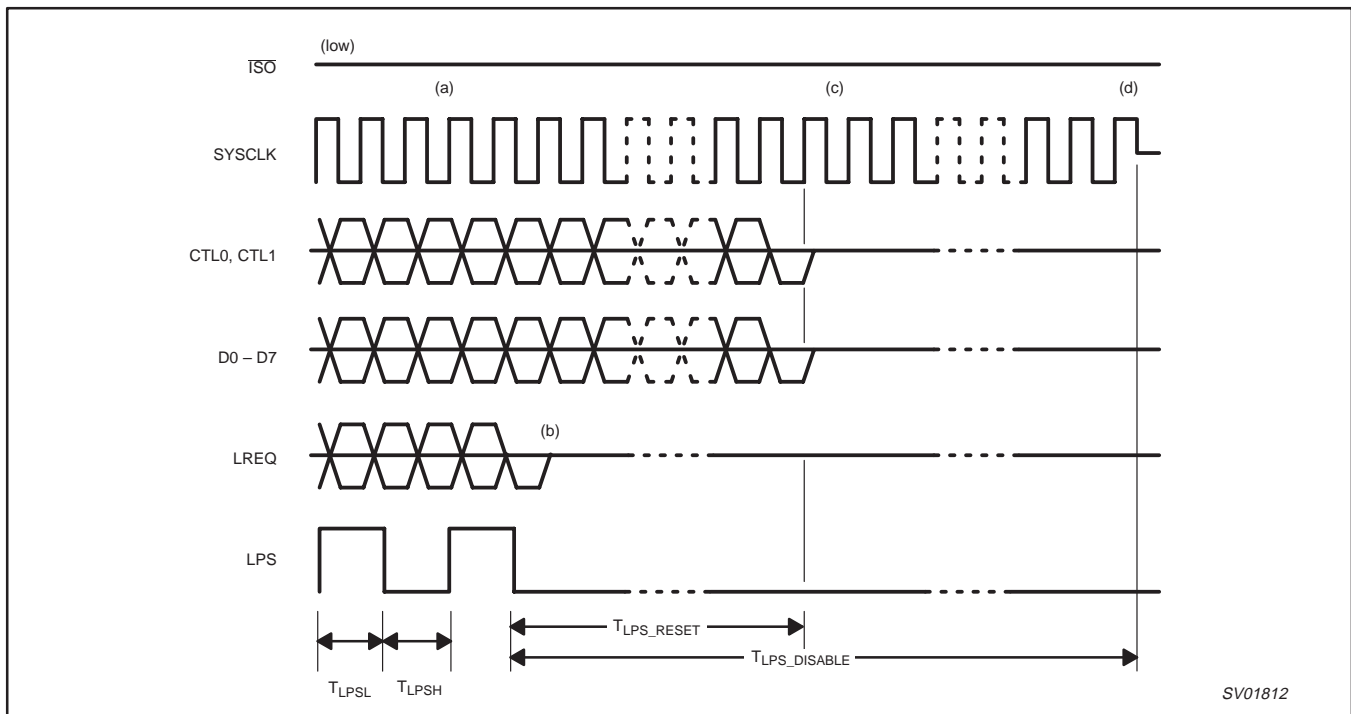 (low)
ISO
(a) (c) (d)
SYSCLK
CTL0, CTL1
D0 – D7
(b)
LREQ
LPS
TLPS_RESET
TLPS_DISABLE
TLPSL TLPSH
SV01812